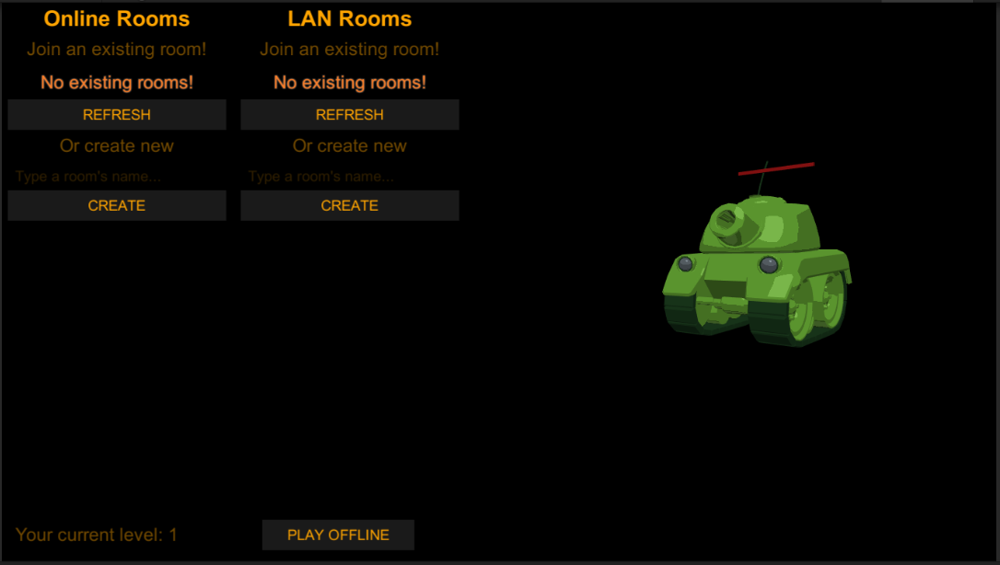 Online Rooms
Join an existing room!
No existing rooms!
REFRESH
Or create new
Type a room's name...
CREATE
LAN Rooms
Join an existing room!
No existing rooms!
REFRESH
Or create new
Type a room's name...
CREATE
Your current level: 1
PLAY OFFLINE